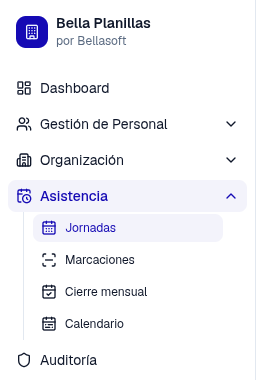 Bella Planillas
por Bellasoft
Dashboard
Gestión de Personal
Organización
Asistencia
Jornadas
Marcaciones
Cierre mensual
Calendario
Auditoría